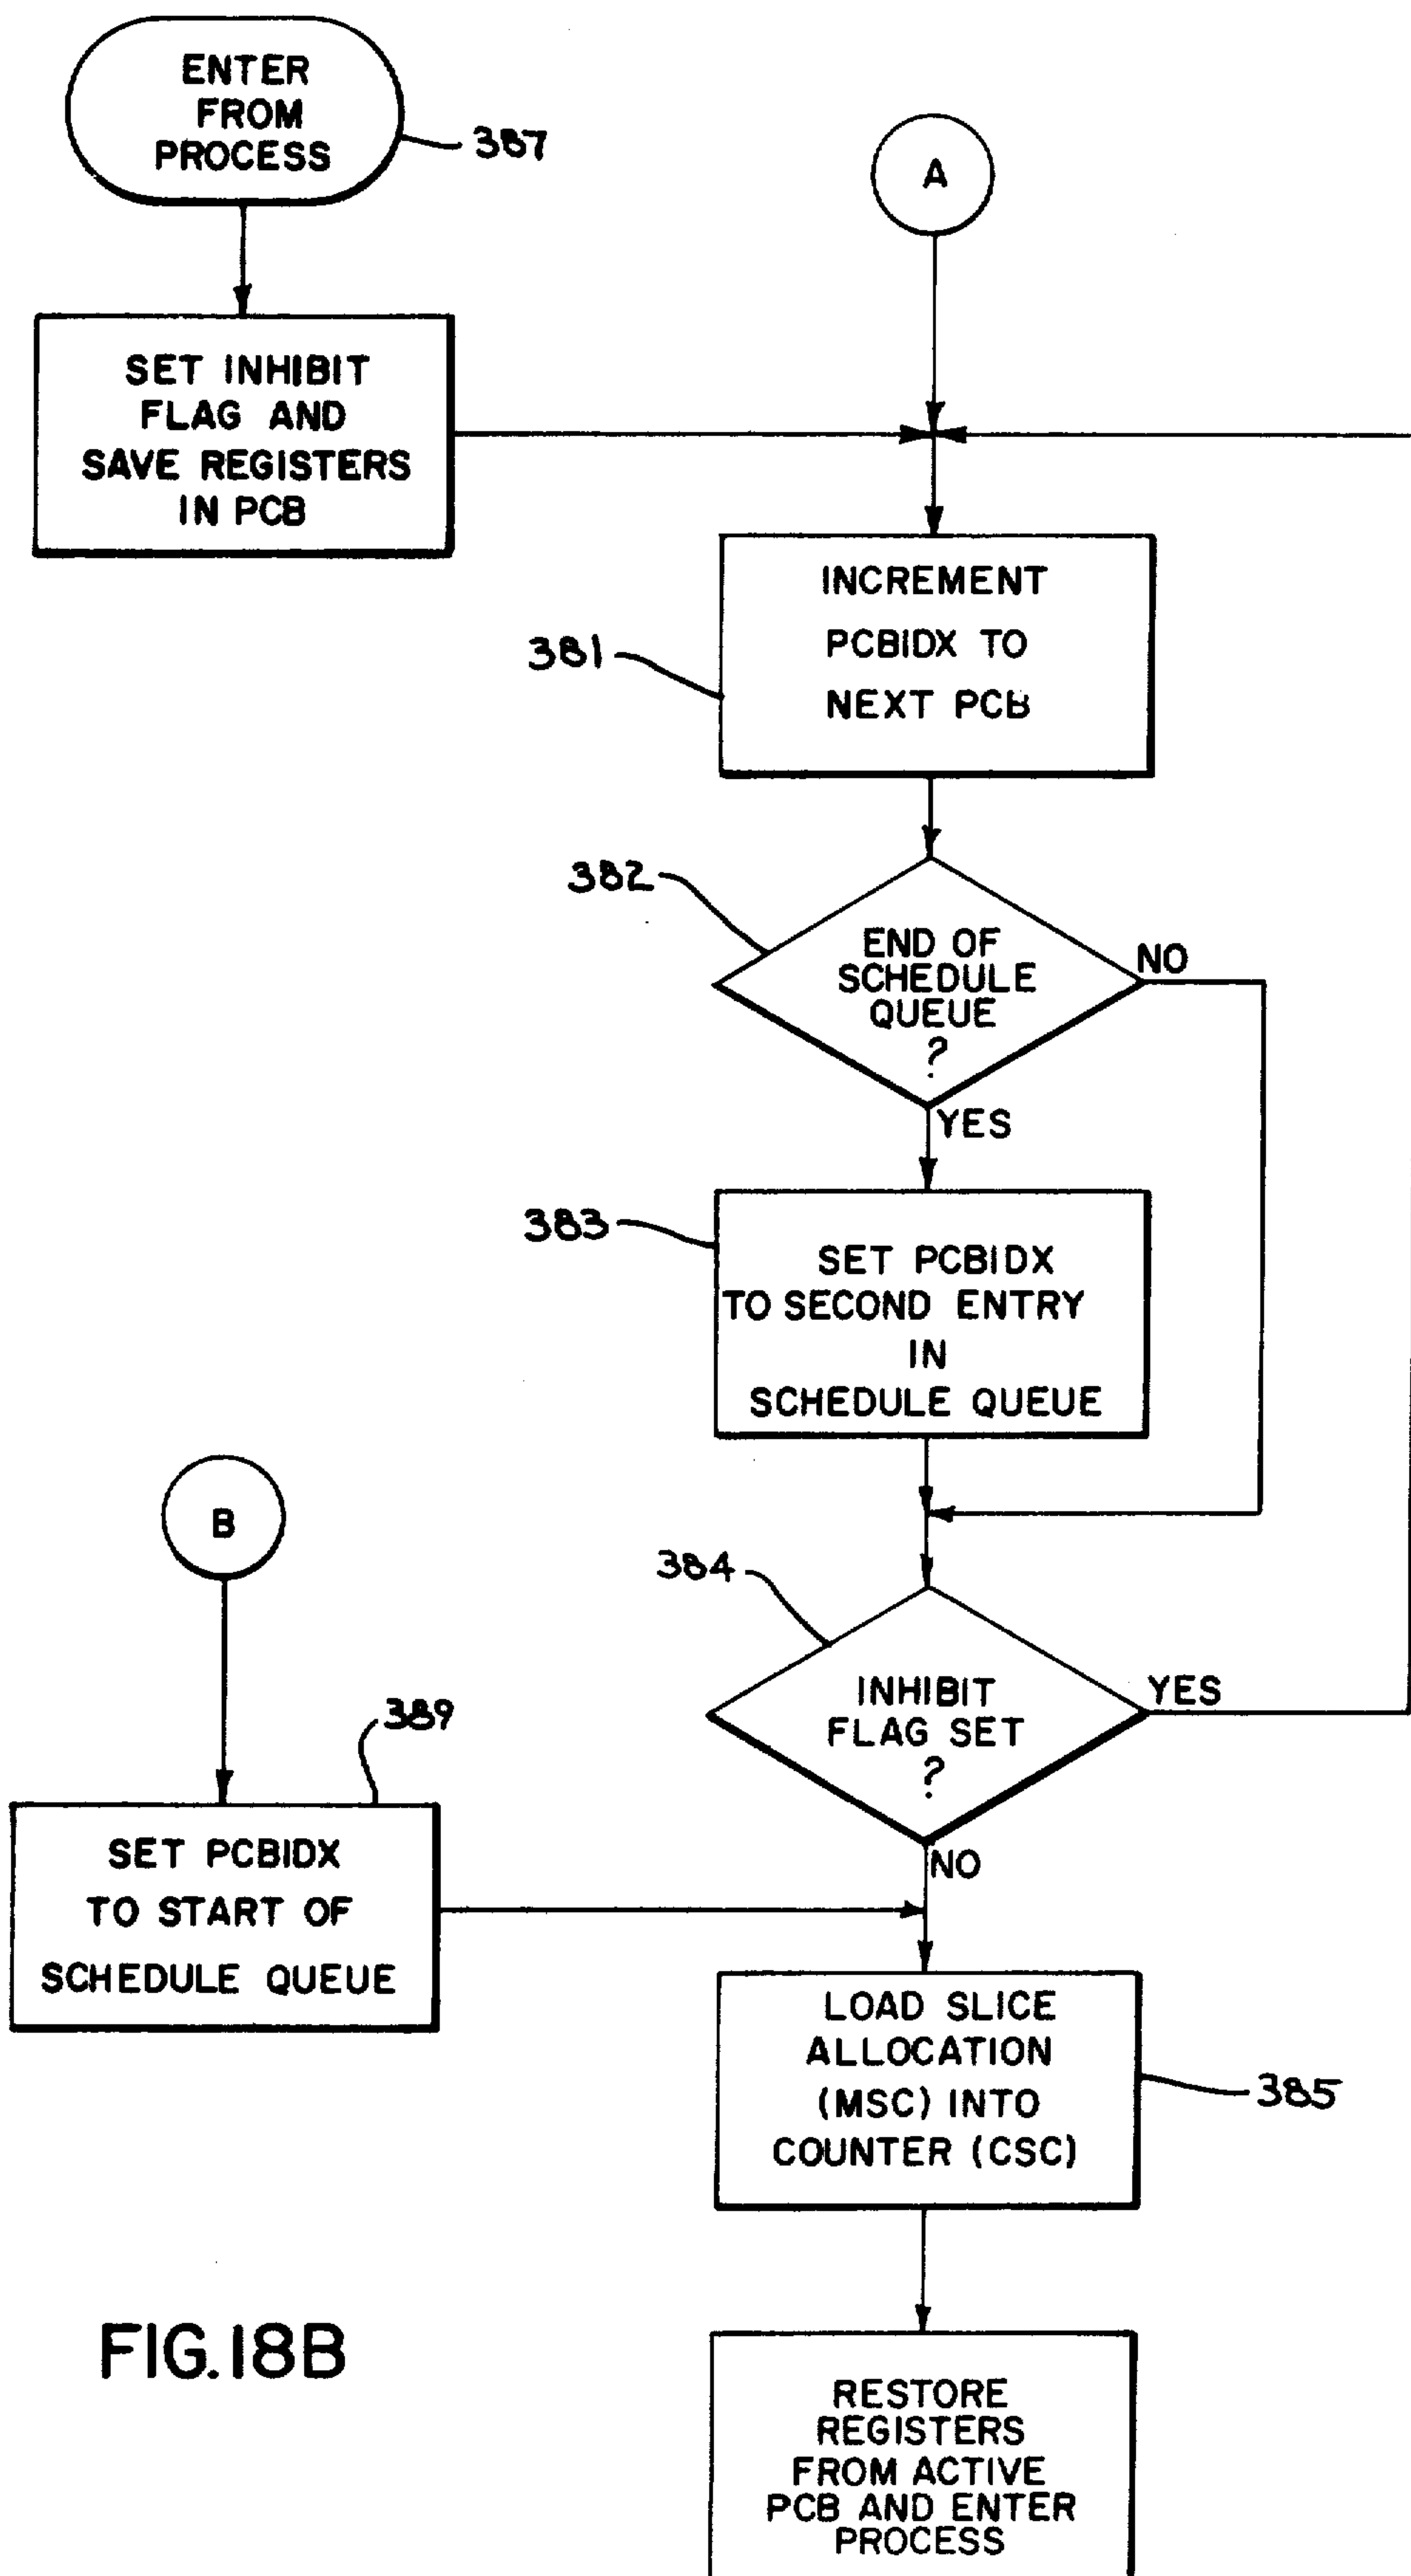 ENTER
FROM
PROCESS
387
A
SET INHIBIT
FLAG AND
SAVE REGISTERS
IN PCB
INCREMENT
PCBIDX TO
NEXT PCB
381
382
END OF
SCHEDULE
QUEUE
?
NO
YES
383
SET PCBIDX
TO SECOND ENTRY
IN
SCHEDULE QUEUE
B
384
INHIBIT
FLAG SET
?
YES
NO
389
SET PCBIDX
TO START OF
SCHEDULE QUEUE
LOAD SLICE
ALLOCATION
(MSC) INTO
COUNTER (CSC)
385
RESTORE
REGISTERS
FROM ACTIVE
PCB AND ENTER
PROCESS
FIG.18B